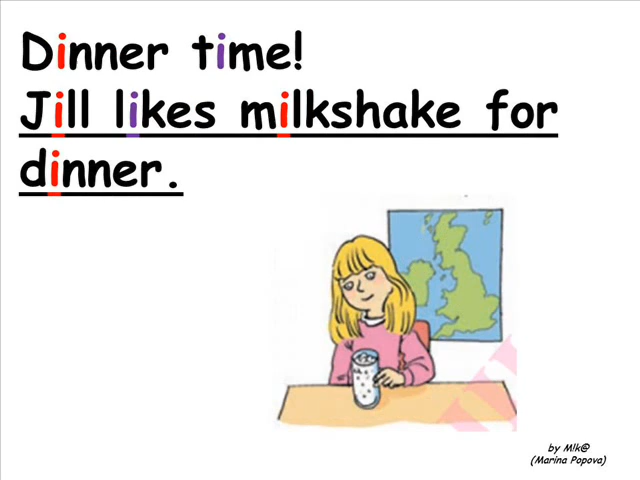 Dinner time!
Jill likes milkshake for
dinner.
by Mlk@
(Marina Popova)